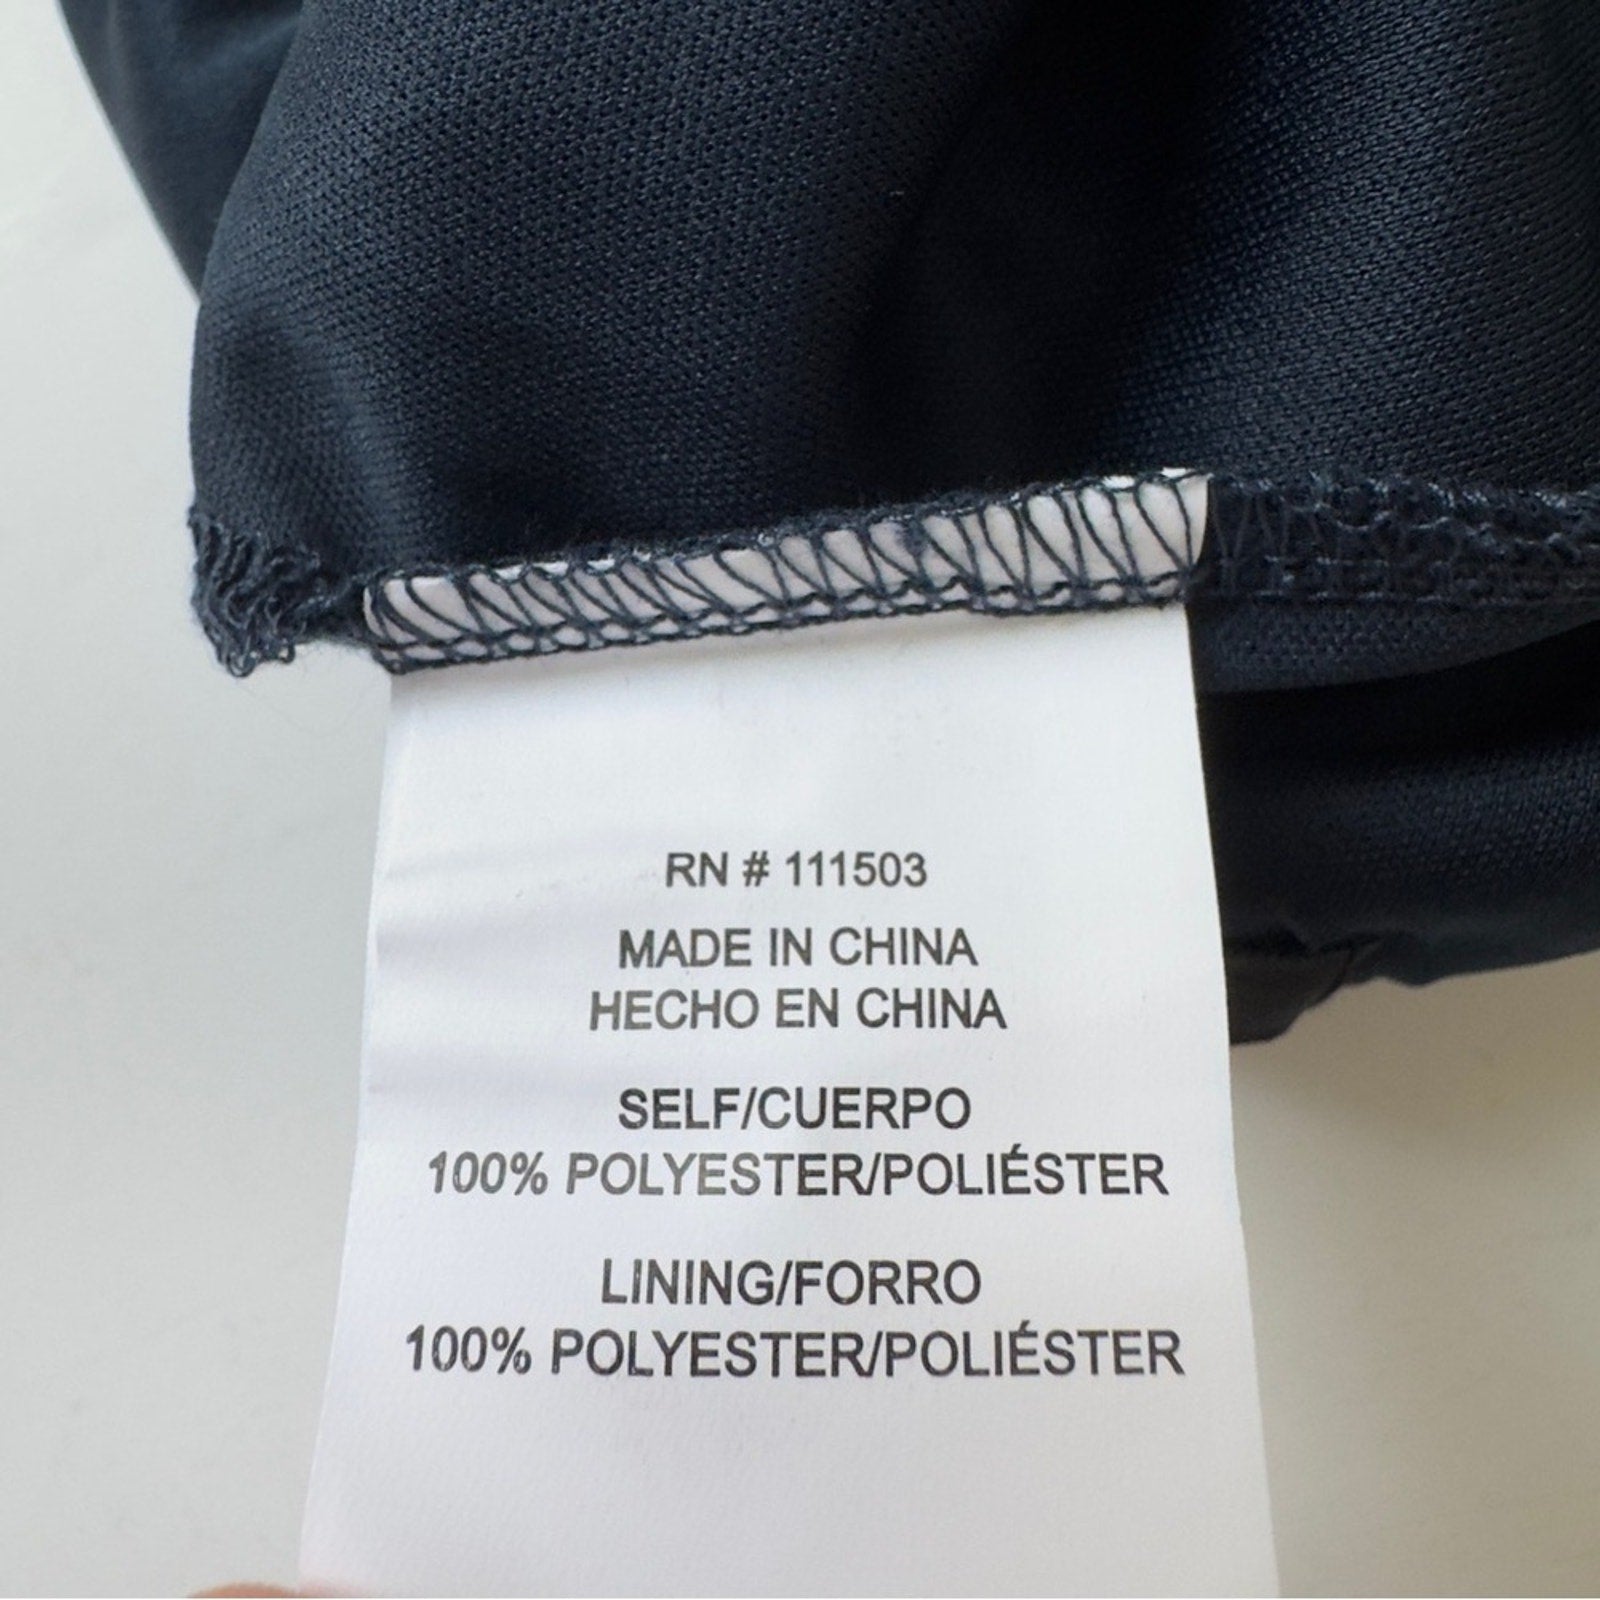 RN # 111503
MADE IN CHINA
HECHO EN CHINA
SELF/CUERPO
100% POLYESTER/POLIÉSTER
LINING/FORRO
100% POLYESTER/POLIÉSTER